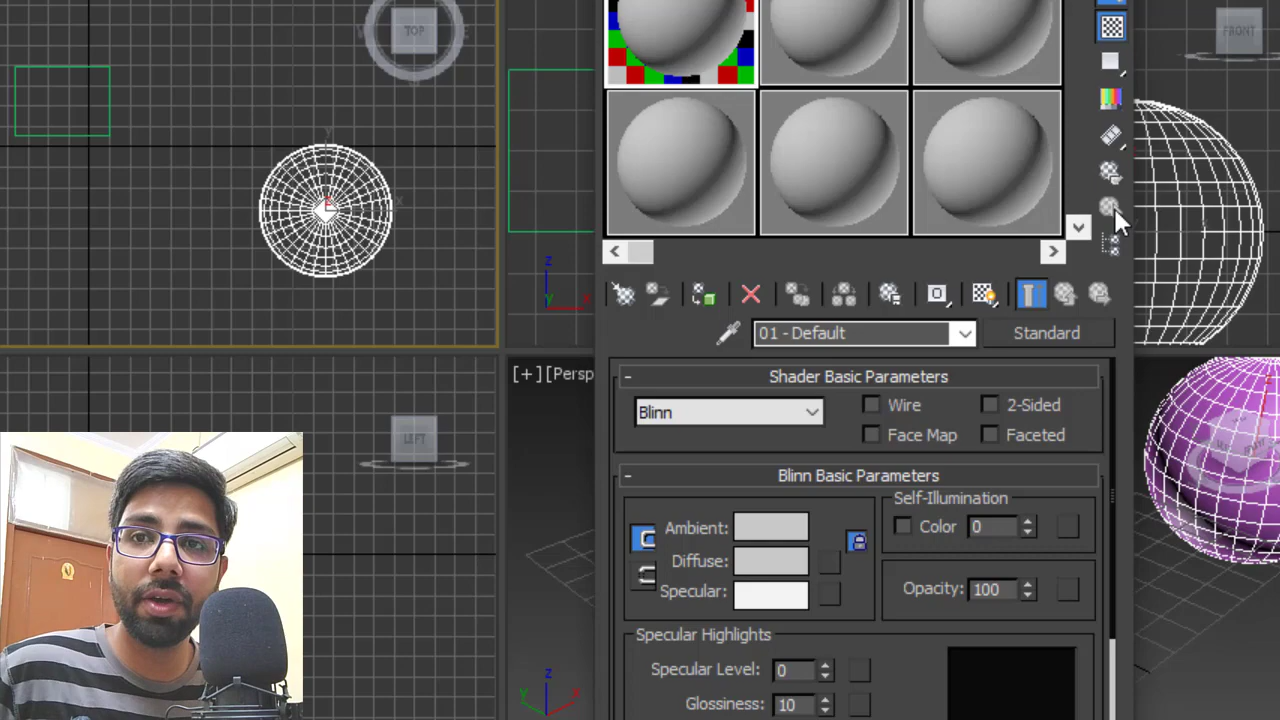 TOP
FRONT
y
x
z
z
y
x
01 - Default
Standard
[+][Persp
Shader Basic Parameters
Blinn
Wire
2-Sided
Face Map
Faceted
LEFT
Blinn Basic Parameters
Self-Illumination
Ambient:
Color
0
Diffuse:
Specular:
Opacity:
100
Specular Highlights
Specular Level:
0
Glossiness:
10
z
y
x